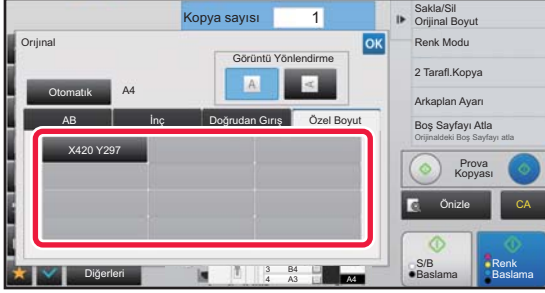 Kopya sayısı 1
Sakla/Sil
Orijinal Boyut
Orijinal
OK
Renk Modu
Görüntü Yönlendirme
2 Taraflı.Kopya
A
A
Otomatik A4
Arkaplan Ayarı
AB
İnç
Doğrudan Giriş
Özel Boyut
Boş Sayfayı Atla
Orijinaldeki Boş Sayfayı atla
X420 Y297
Prova
Kopyası
Önizle
CA
Diğerleri
3 B4
4 A3
A4
S/B
Baslama
Renk
Baslama